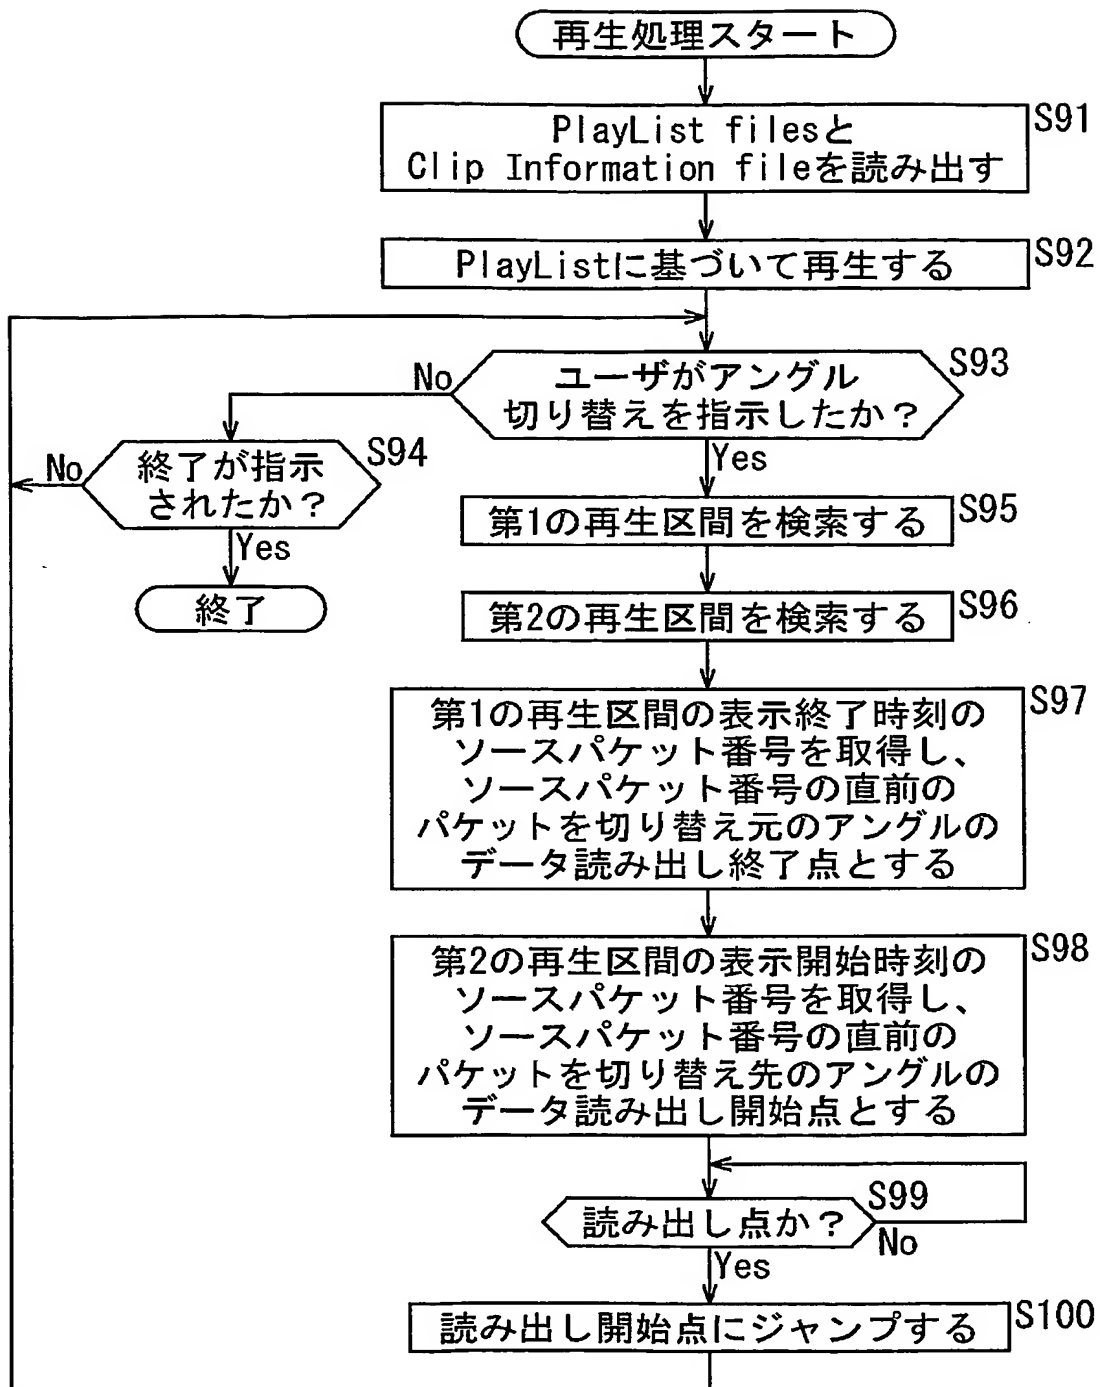 再生処理スタート
S91
PlayList filesと
Clip Information fileを読み出す
S92
PlayListに基づいて再生する
S93
ユーザがアングル
切り替えを指示したか？
No
Yes
S94
終了が指示
されたか？
No
Yes
終了
S95
第1の再生区間を検索する
S96
第2の再生区間を検索する
S97
第1の再生区間の表示終了時刻の
ソースパケット番号を取得し、
ソースパケット番号の直前の
パケットを切り替え元のアングルの
データ読み出し終了点とする
S98
第2の再生区間の表示開始時刻の
ソースパケット番号を取得し、
ソースパケット番号の直前の
パケットを切り替え先のアングルの
データ読み出し開始点とする
S99
読み出し点か？
No
Yes
S100
読み出し開始点にジャンプする